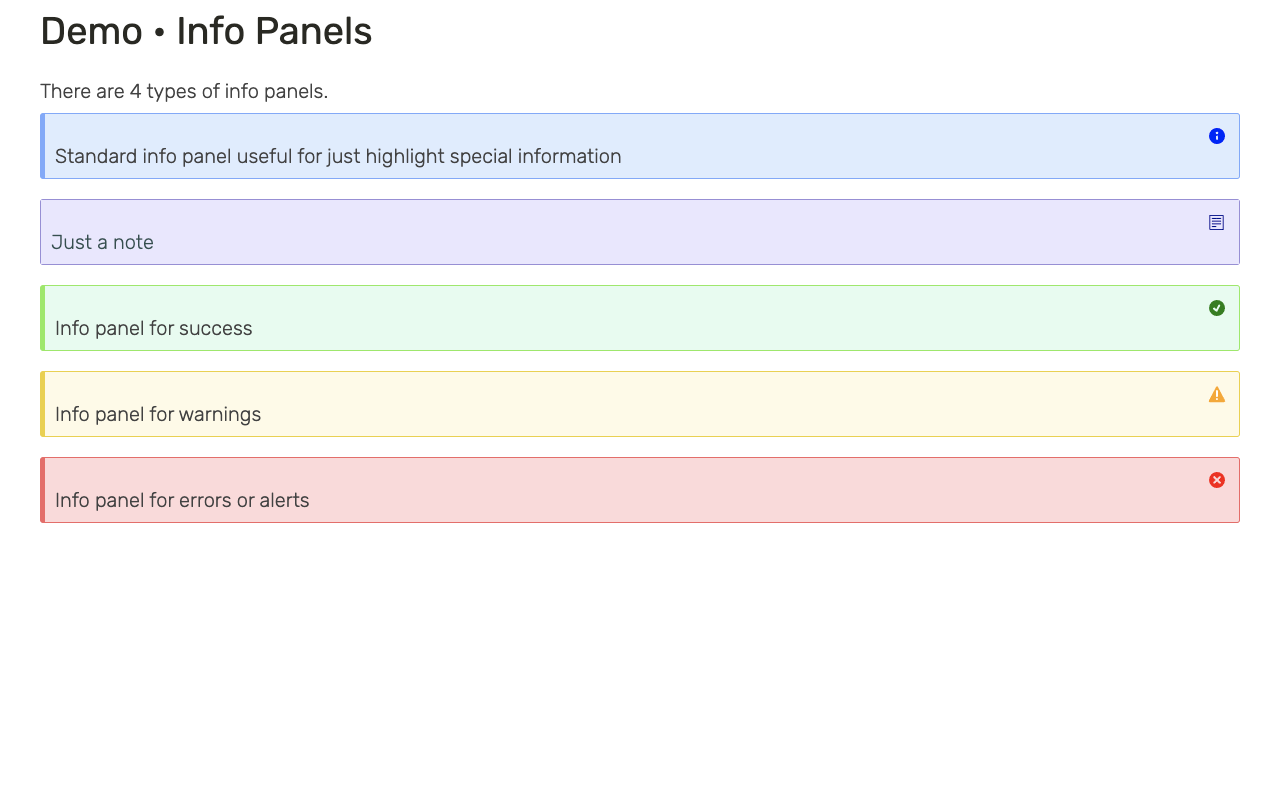 Demo • Info Panels
There are 4 types of info panels.
Standard info panel useful for just highlight special information
Just a note
Info panel for success
Info panel for warnings
Info panel for errors or alerts